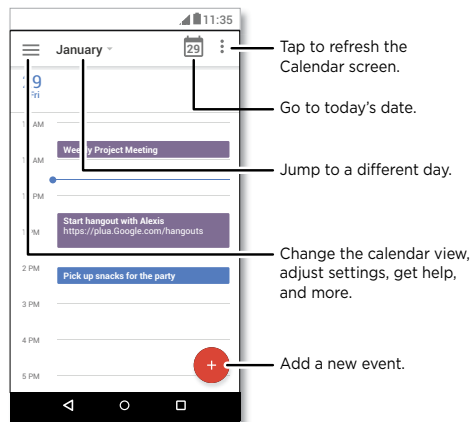 11:35
January
29
Tap to refresh the
Calendar screen.
Fri
Go to today's date.
AM
Weekly Project Meeting
AM
Jump to a different day.
PM
Start hangout with Alexis
https://plua.Google.com/hangouts
PM
Change the calendar view,
adjust settings, get help,
and more.
2 PM
Pick up snacks for the party
3 PM
4 PM
Add a new event.
5 PM